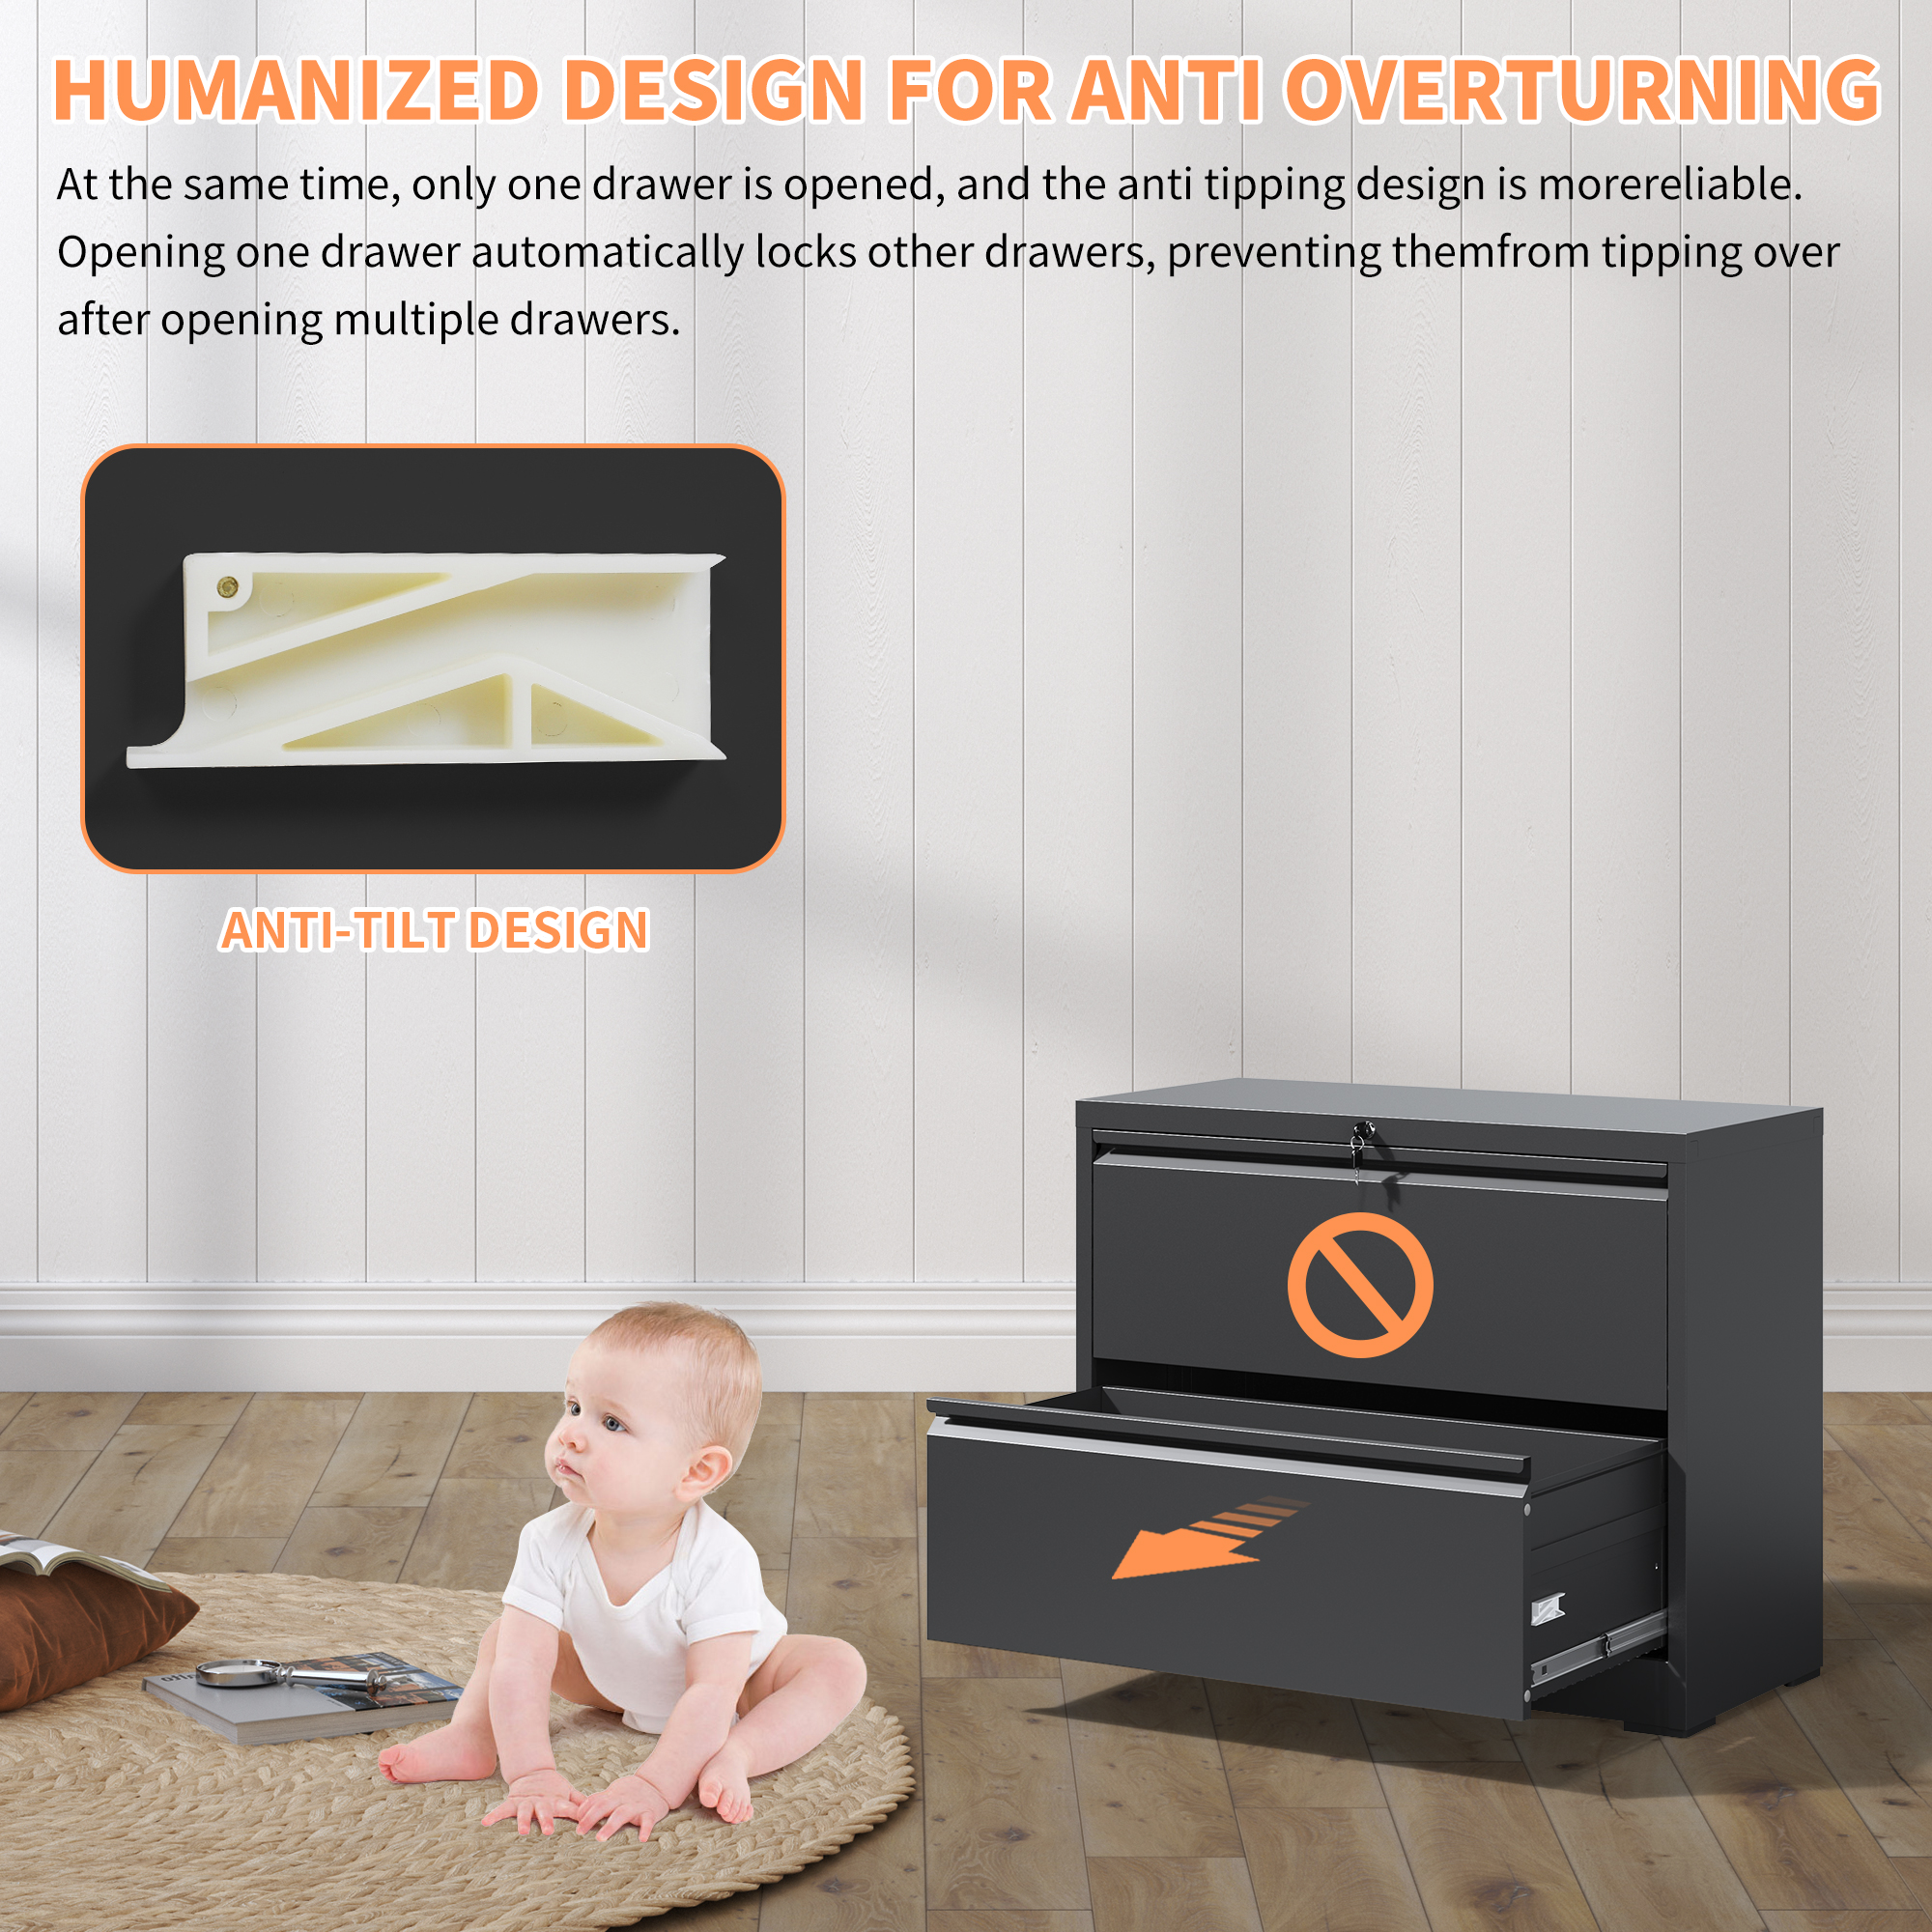 HUMANIZED DESIGN FOR ANTI OVERTURNING
At the same time, only one drawer is opened, and the anti tipping design is morereliable.
Opening one drawer automatically locks other drawers, preventing themfrom tipping over
after opening multiple drawers.
ANTI-TILT DESIGN